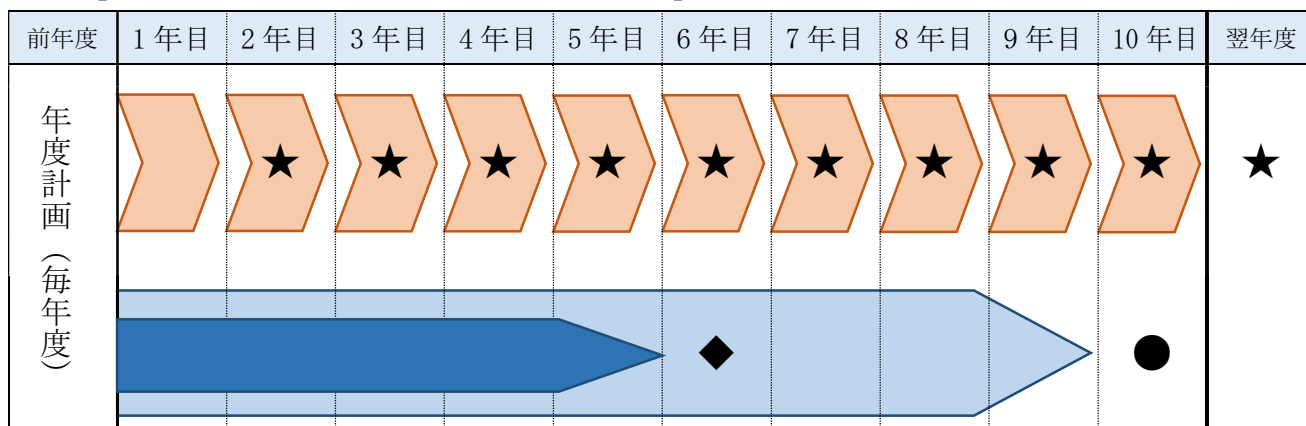 前年度 1年目 2年目 3年目 4年目 5年目 6年目 7年目 8年目 9年目 10年目 翌年度
年度計画（毎年度）
★ ★ ★ ★ ★ ★ ★ ★ ★ ★
◆ ●